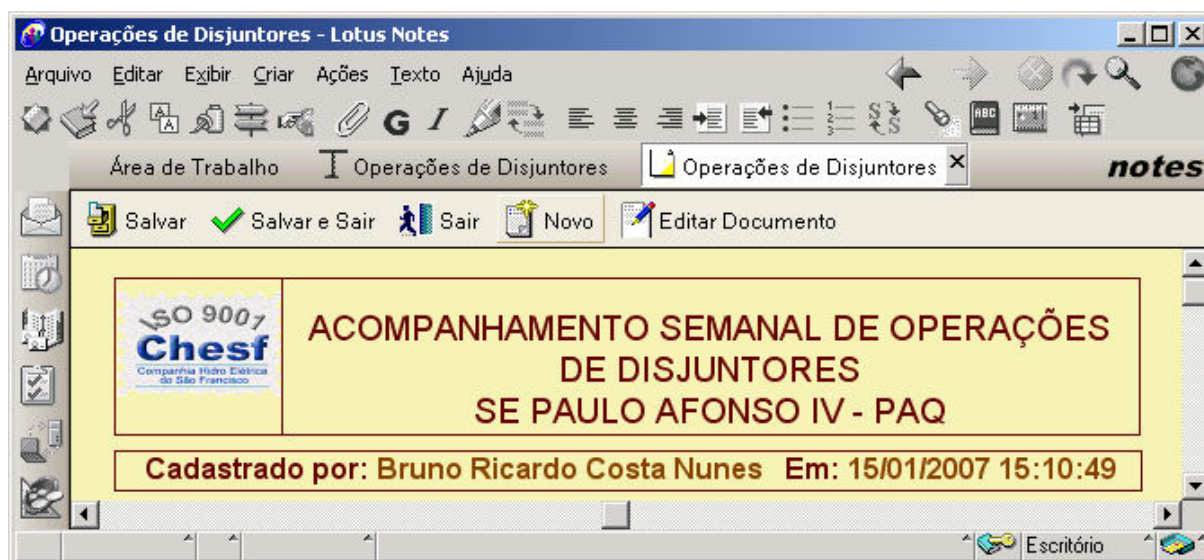 Operações de Disjuntores - Lotus Notes
Arquivo Editar Exibir Criar Ações Texto Ajuda
G I ABC
Área de Trabalho Operações de Disjuntores Operações de Disjuntores notes
Salvar Salvar e Sair Sair Novo Editar Documento
ISO 9001
Chesf
Companhia Hidro Elétrica
do São Francisco
ACOMPANHAMENTO SEMANAL DE OPERAÇÕES
DE DISJUNTORES
SE PAULO AFONSO IV - PAQ
Cadastrado por: Bruno Ricardo Costa Nunes Em: 15/01/2007 15:10:49
Escritório